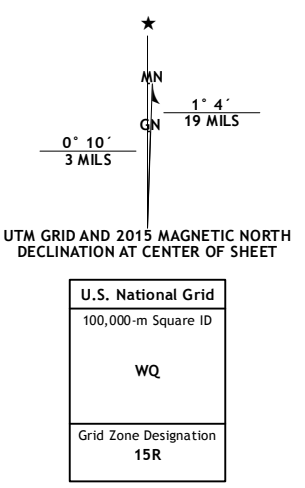 MN
1° 4´
GN
19 MILS
0° 10´
3 MILS
UTM GRID AND 2015 MAGNETIC NORTH
DECLINATION AT CENTER OF SHEET
U.S. National Grid
100,000-m Square ID
WQ
Grid Zone Designation
15R